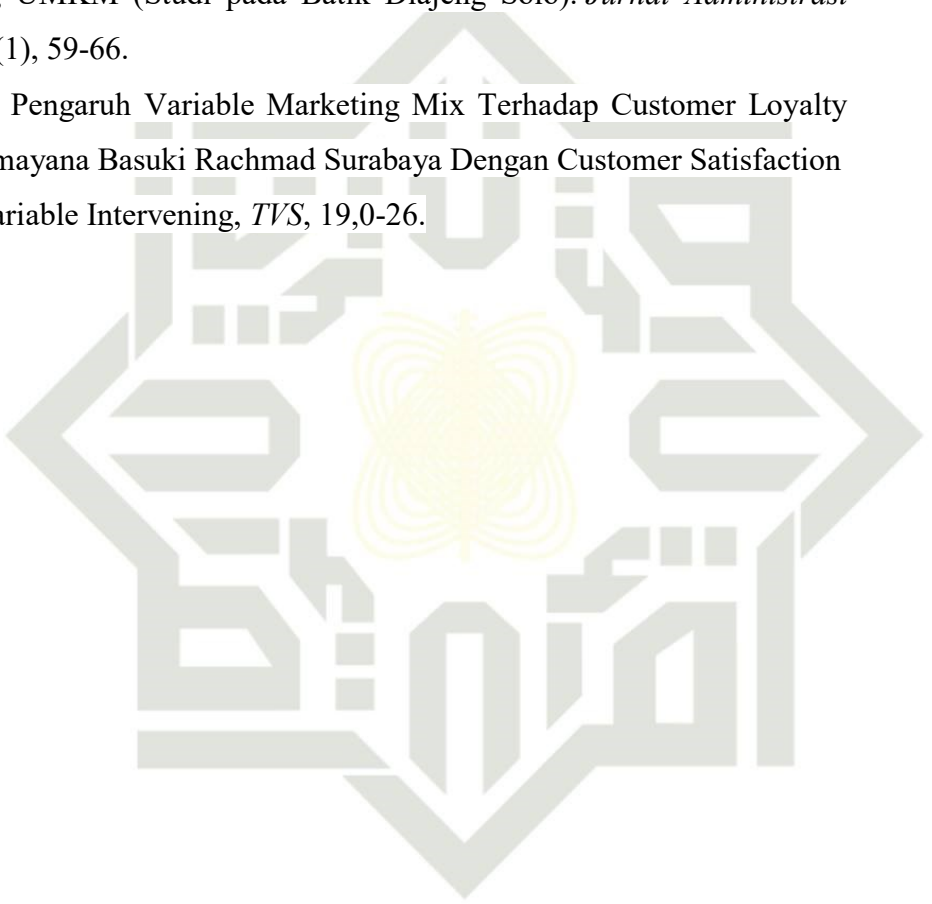 UMKM (Studi pada Batik Diajeng Solo). Jurnal Administrasi
(1), 59-66.
Pengaruh Variable Marketing Mix Terhadap Customer Loyalty
mayana Basuki Rachmad Surabaya Dengan Customer Satisfaction
ariable Intervening, TVS, 19,0-26.